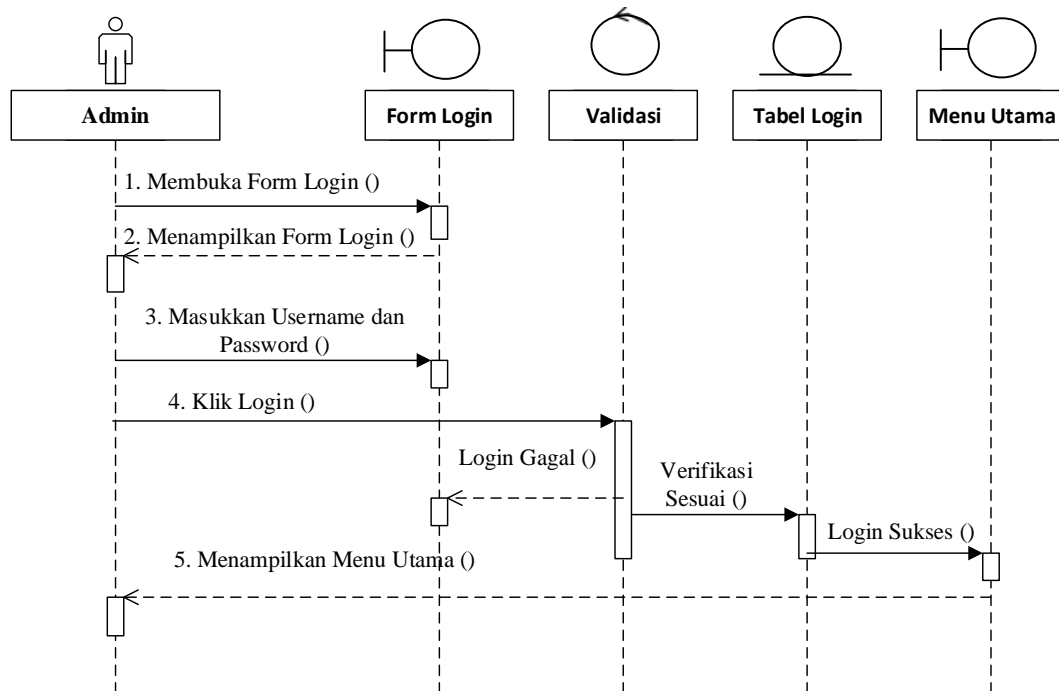 Admin
Form Login
Validasi
Tabel Login
Menu Utama
1. Membuka Form Login ()
2. Menampilkan Form Login ()
3. Masukkan Username dan
Password ()
4. Klik Login ()
Login Gagal ()
Verifikasi
Sesuai ()
Login Sukses ()
5. Menampilkan Menu Utama ()